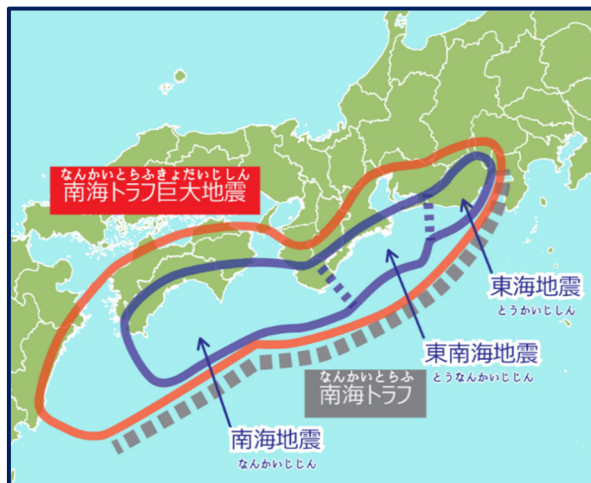 なんかいとらふきょだいじしん
南海トラフ巨大地震
東海地震
とうかいじしん
東南海地震
とうなんかいじじん
なんかいとらふ
南海トラフ
南海地震
なんかいじじん